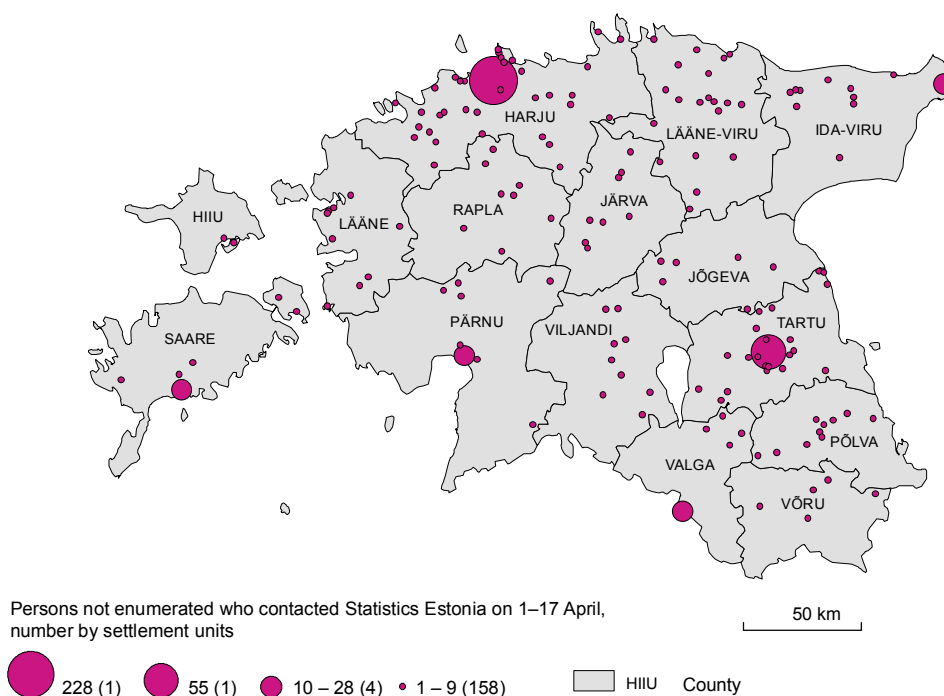 HARJU
LÄÄNE-VIRU
IDA-VIRU
HIIU
LÄÄNE
RAPLA
JÄRVA
JÕGEVA
SAARE
PÄRNU
VILJANDI
TARTU
VALGA
PÕLVA
VÕRU
Persons not enumerated who contacted Statistics Estonia on 1–17 April,
number by settlement units
50 km
228 (1) 55 (1) 10 – 28 (4) 1 – 9 (158) HIIU County